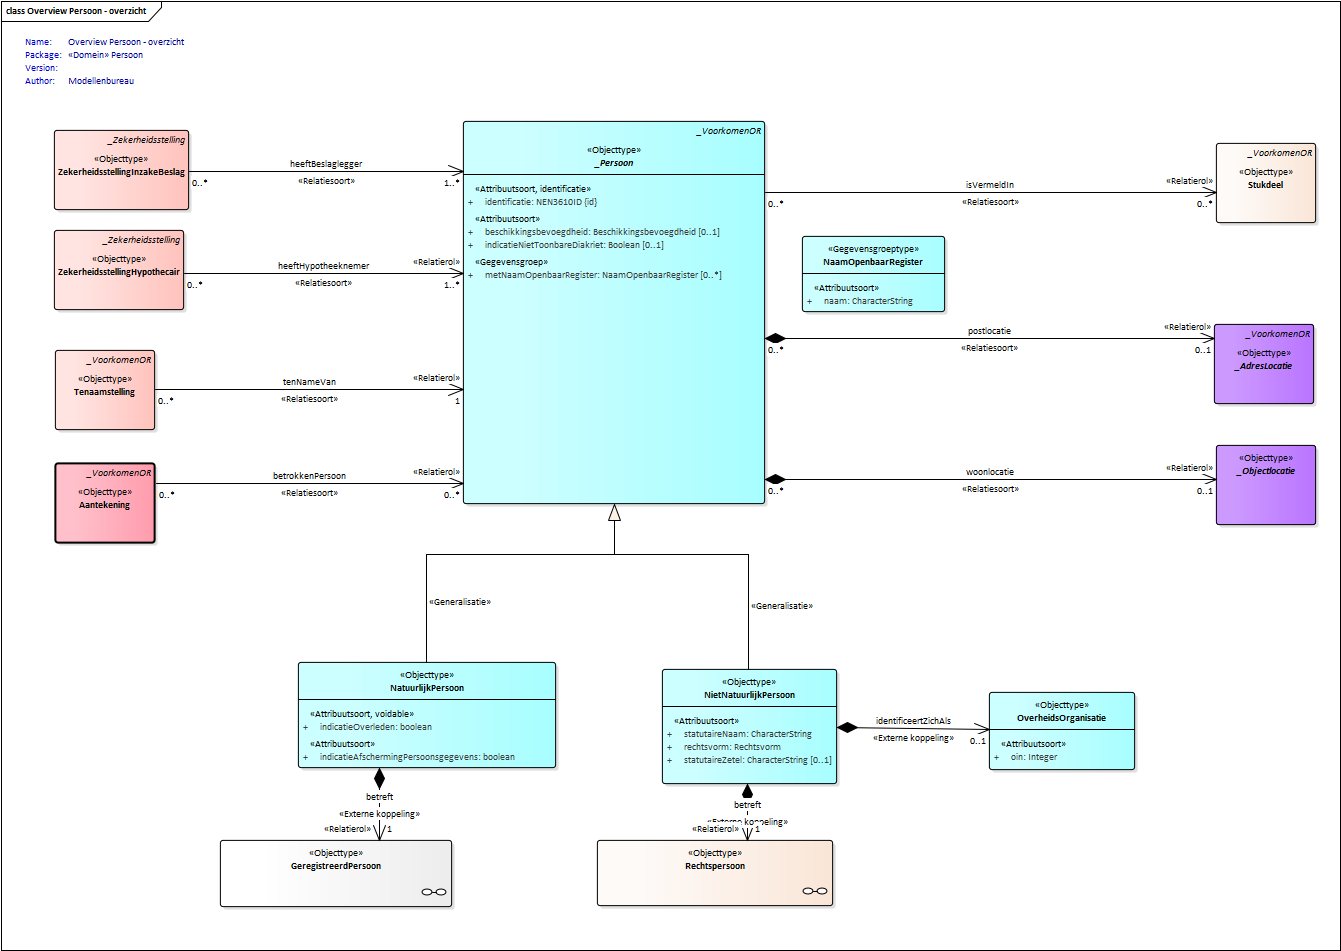 class Overview Persoon - overzicht
Name: Overview Persoon - overzicht
Package: «Domein» Persoon
Version:
Author: Modellenbureau
_Zekerheidsstelling
«Objecttype»
ZekerheidsstellingInzakeBeslag
0..*
heeftBeslaglegger
«Relatiesoort»
1..*
_Zekerheidsstelling
«Objecttype»
ZekerheidsstellingHypothecair
0..*
heeftHypotheeknemer
«Relatiesoort»
«Relatierol»
1..*
_VoorkomenOR
«Objecttype»
Tenaamstelling
0..*
tenNameVan
«Relatiesoort»
«Relatierol»
1
_VoorkomenOR
«Objecttype»
Aantekening
0..*
betrokkenPersoon
«Relatiesoort»
«Relatierol»
0..*
_VoorkomenOR
«Objecttype»
_Persoon
«Attribuutsoort, identificatie»
+ identificatie: NEN3610ID {id}
«Attribuutsoort»
+ beschikkingsbevoegdheid: Beschikkingsbevoegdheid [0..1]
+ indicatieNietToonbareDiakriet: Boolean [0..1]
«Gegevensgroep»
+ metNaamOpenbaarRegister: NaamOpenbaarRegister [0..*]
0..*
isVermeldIn
«Relatiesoort»
«Relatierol»
0..*
_VoorkomenOR
«Objecttype»
Stukdeel
«Gegevensgroeptype»
NaamOpenbaarRegister
«Attribuutsoort»
+ naam: CharacterString
0..*
postlocatie
«Relatiesoort»
«Relatierol»
0..1
_VoorkomenOR
«Objecttype»
_AdresLocatie
0..*
woonlocatie
«Relatiesoort»
«Relatierol»
0..1
«Objecttype»
_Objectlocatie
«Generalisatie»
«Generalisatie»
«Objecttype»
NatuurlijkPersoon
«Attribuutsoort, voidable»
+ indicatieOverleden: boolean
«Attribuutsoort»
+ indicatieAfschermingPersoonsgegevens: boolean
«Objecttype»
NietNatuurlijkPersoon
«Attribuutsoort»
+ statutaireNaam: CharacterString
+ rechtsvorm: Rechtsvorm
+ statutaireZetel: CharacterString [0..1]
identificeertZichAls
«Externe koppeling»
0..1
«Objecttype»
OverheidsOrganisatie
«Attribuutsoort»
+ oin: Integer
betreft
«Externe koppeling»
«Relatierol» 1
«Objecttype»
GeregistreerdPersoon
betreft
«Externe koppeling»
«Relatierol» 1
«Objecttype»
Rechtspersoon